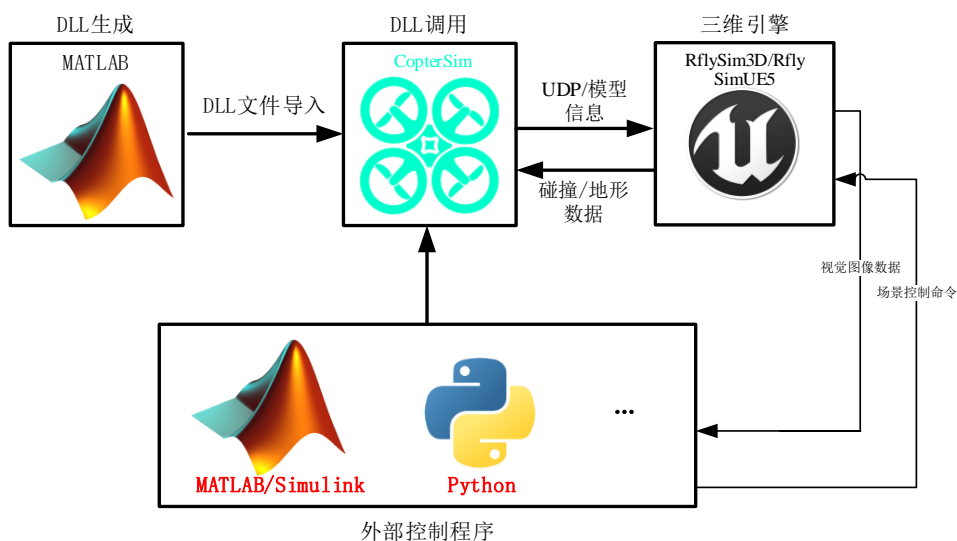 DLL生成
DLL调用
三维引擎
MATLAB
CopterSim
RflySim3D/Rfly
SimUE5
DLL文件导入
UDP/模型
信息
碰撞/地形
数据
视觉图像数据
场景控制命令
MATLAB/Simulink
Python
...
外部控制程序